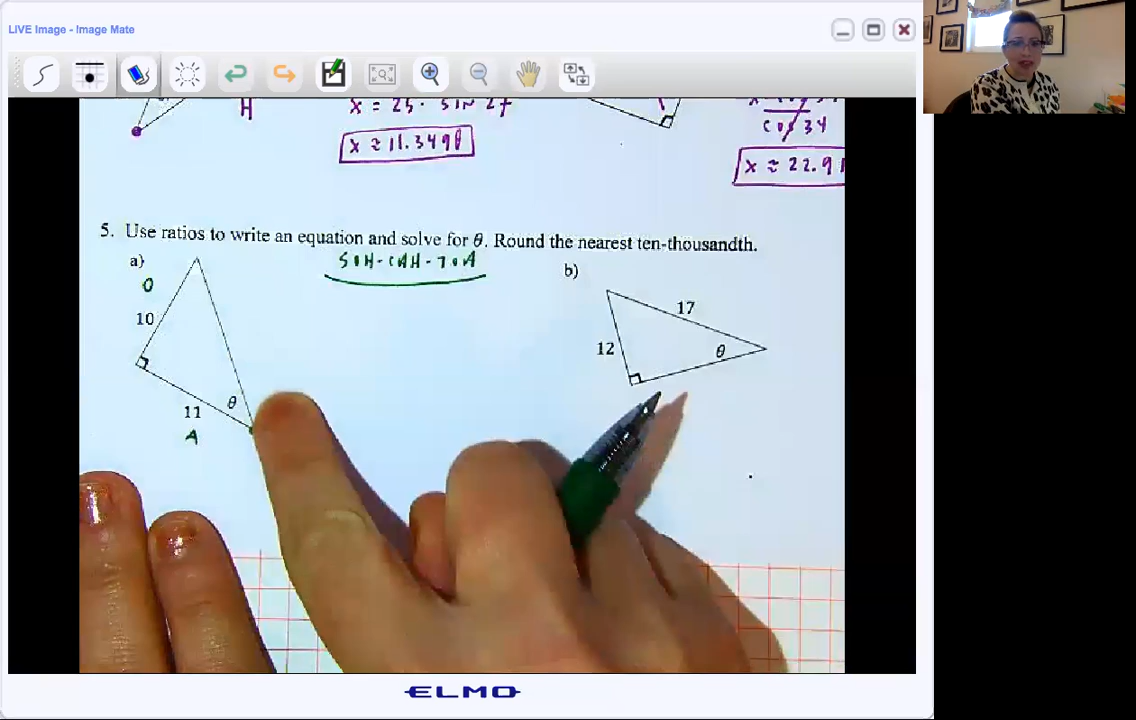 LIVE Image - Image Mate
H
x = 25 · sin 27
x ≈ 11.3498
cos 34
x ≈ 22.9
5. Use ratios to write an equation and solve for θ. Round the nearest ten-thousandth.
SOH-CAH-TOA
a)
O
10
11
θ
A
b)
17
12
θ
ELMO